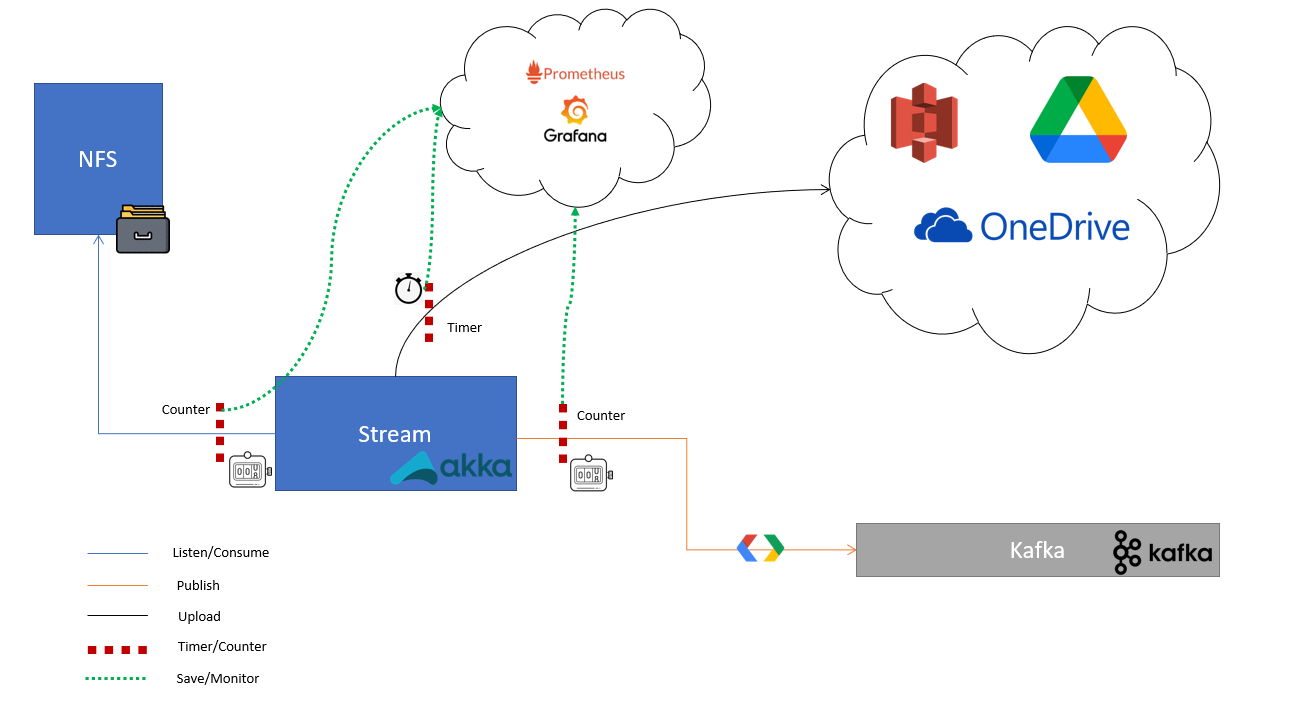 Prometheus
Grafana
NFS
OneDrive
Timer
Counter
Counter
Stream
akka
Kafka
kafka
Listen/Consume
Publish
Upload
Timer/Counter
Save/Monitor